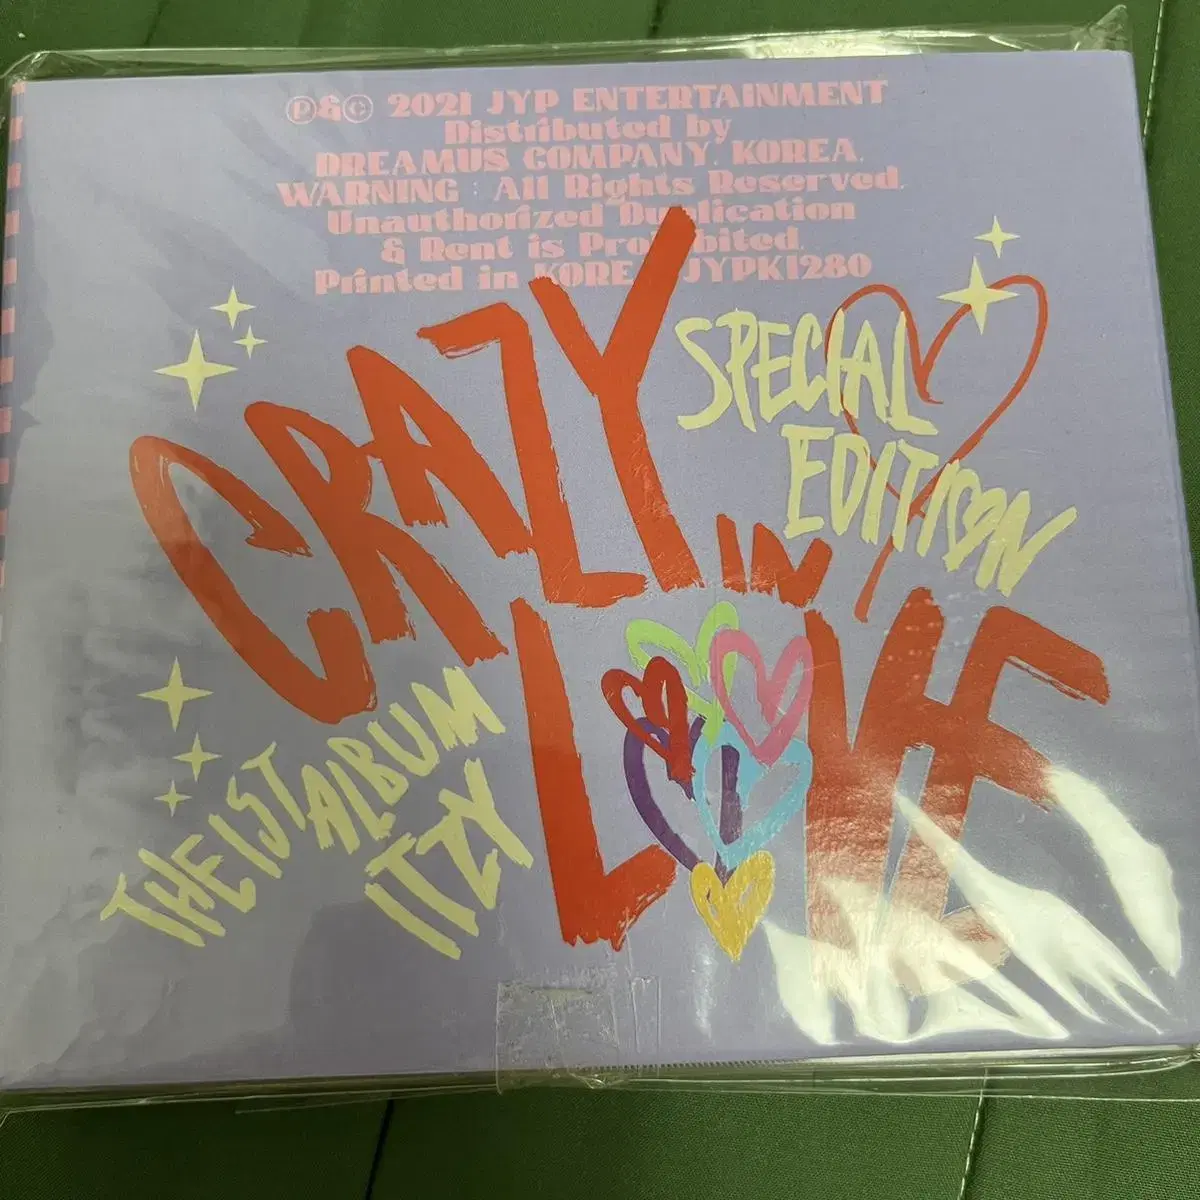 ℗&© 2021 JYP ENTERTAINMENT
Distributed by
DREAMUS COMPANY. KOREA.
WARNING : All Rights Reserved.
Unauthorized Duplication
& Rent is Prohibited.
Printed in KOREA JYPK1280
CRAZY
IN
LOVE
SPECIAL
EDITION
THE 1ST ALBUM
ITZY